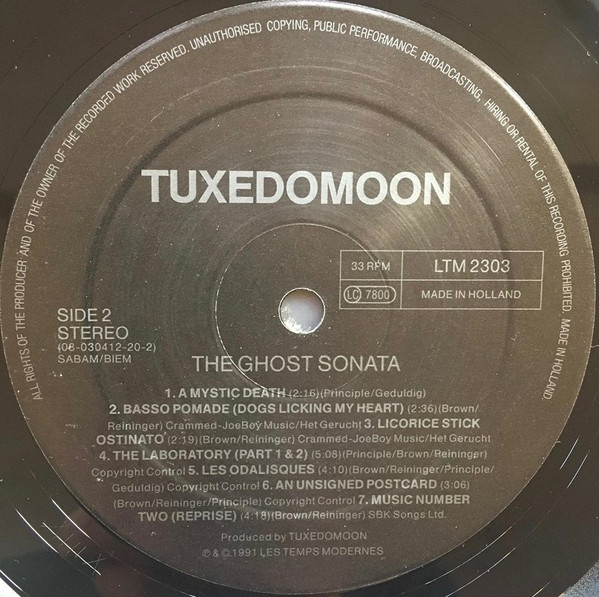 ALL RIGHTS OF THE PRODUCER AND OF THE OWNER OF THE RECORDED WORK RESERVED. UNAUTHORISED COPYING, PUBLIC PERFORMANCE, BROADCASTING, HIRING OR RENTAL OF THIS RECORDING PROHIBITED. MADE IN HOLLAND.
TUXEDOMOON
33 RPM
LTM 2303
LC 7800
MADE IN HOLLAND
SIDE 2
STEREO
(08-030412-20-2)
SABAM/BIEM
THE GHOST SONATA
1. A MYSTIC DEATH (2:16) (Principle/Geduldig)
2. BASSO POMADE (DOGS LICKING MY HEART) (2:36) (Brown/
Reininger) Crammed-JoeBoy Music/Het Gerucht 3. LICORICE STICK
OSTINATO (2:19) (Brown/Reininger) Crammed-JoeBoy Music/Het Gerucht
4. THE LABORATORY (PART 1 & 2) (5:08) (Principle/Brown/Reininger)
Copyright Control 5. LES ODALISQUES (4:10) (Brown/Reininger/Principle/
Geduldig) Copyright Control 6. AN UNSIGNED POSTCARD (3:06)
(Brown/Reininger/Principle) Copyright Control 7. MUSIC NUMBER
TWO (REPRISE) (4:18) (Brown/Reininger) SBK Songs Ltd.
Produced by TUXEDOMOON
℗ & © 1991 LES TEMPS MODERNES